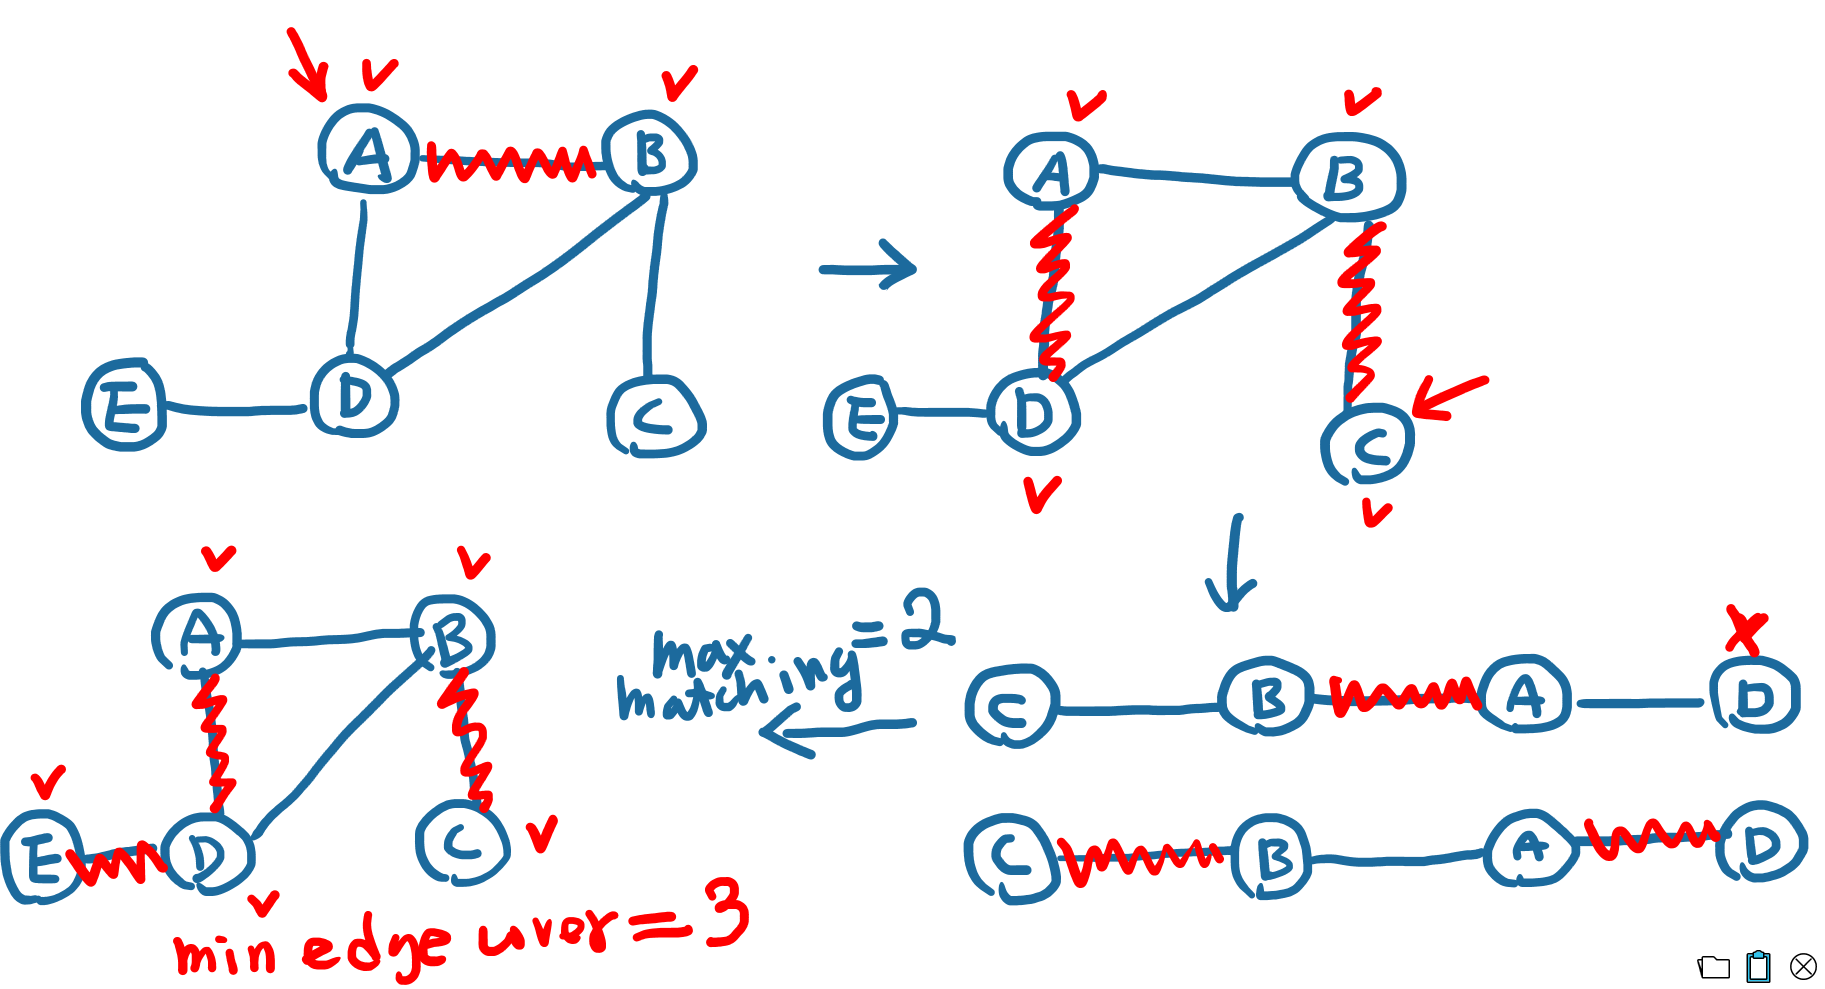 A B
E D C
A B
E D C
max
matching = 2
C B A D
C B A D
A B
E D C
min edge cover = 3